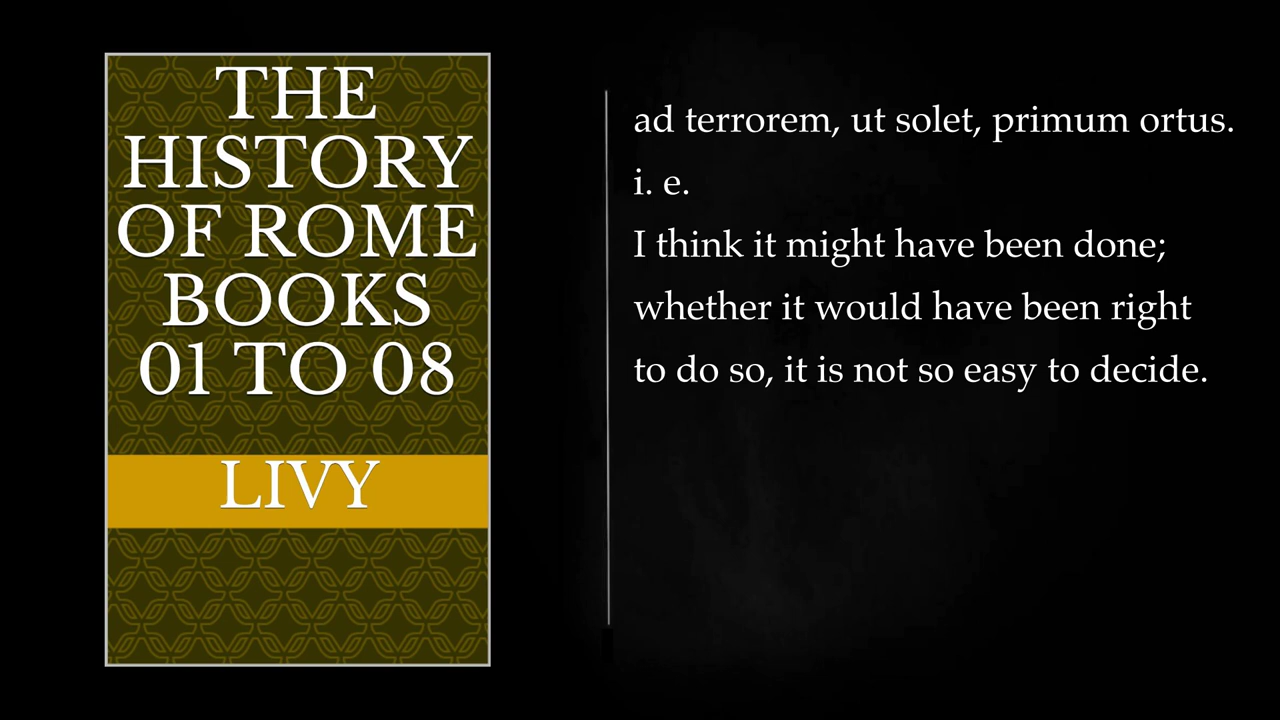 THE
HISTORY
OF ROME
BOOKS
01 TO 08
LIVY
ad terrorem, ut solet, primum ortus.
i. e.
I think it might have been done;
whether it would have been right
to do so, it is not so easy to decide.